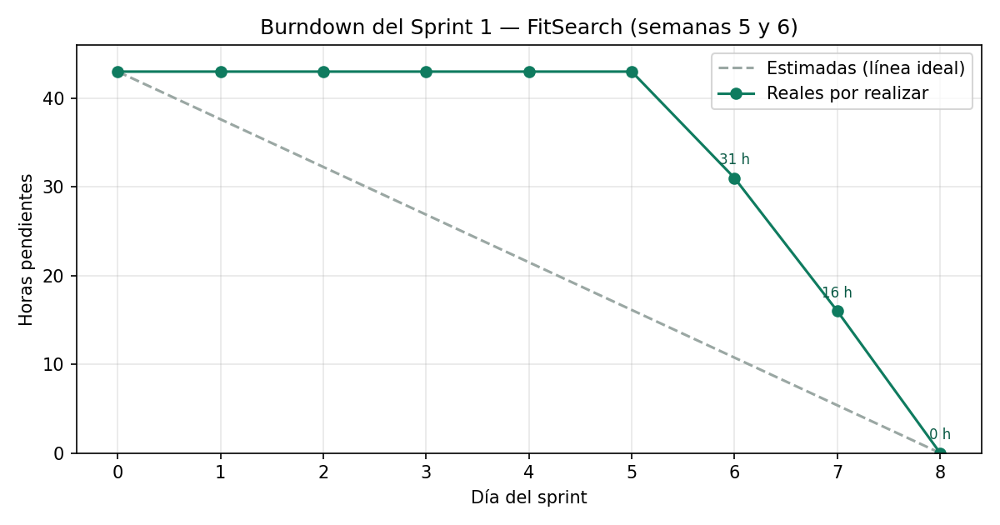 Burndown del Sprint 1 — FitSearch (semanas 5 y 6)
Estimadas (línea ideal)
Reales por realizar
Horas pendientes
40
30
20
10
0
31 h
16 h
0 h
0 1 2 3 4 5 6 7 8
Día del sprint